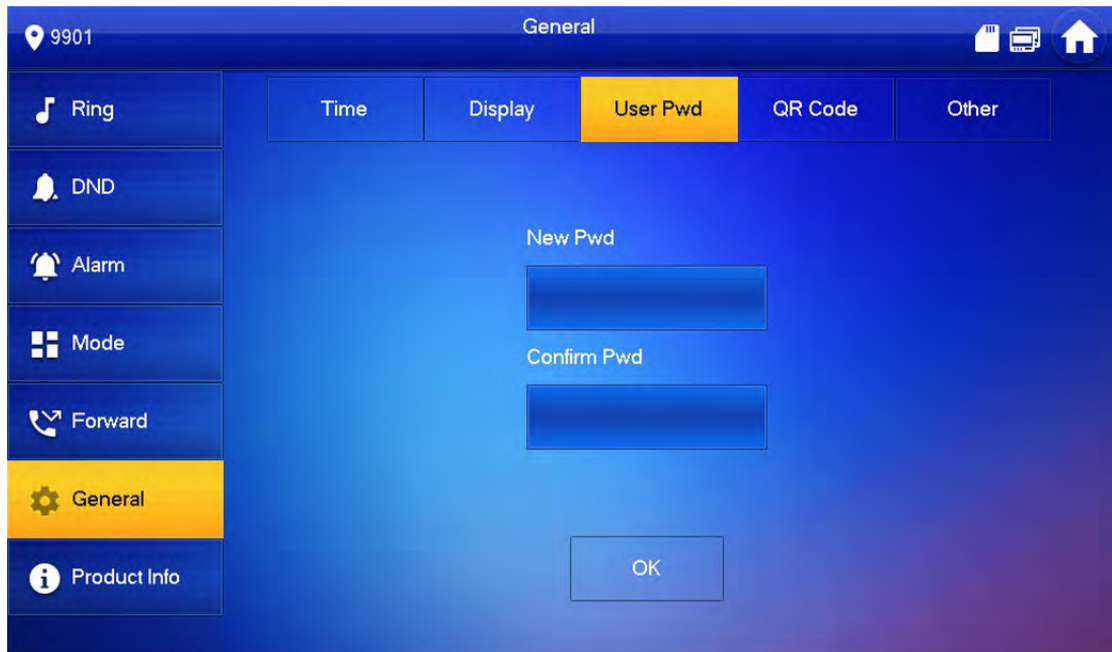 9901
General
Ring
DND
Alarm
Mode
Forward
General
Product Info
Time
Display
User Pwd
QR Code
Other
New Pwd
Confirm Pwd
OK